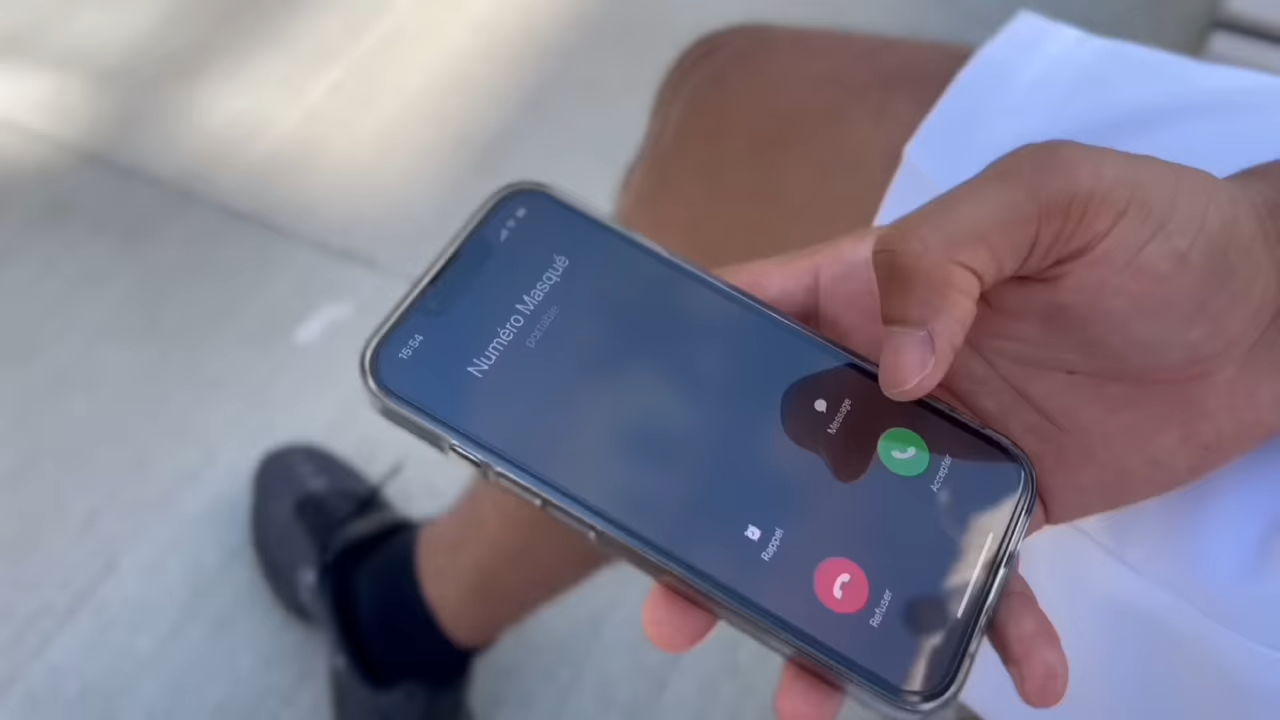 15:54
Numéro Masqué
portable
Message
Rappel
Accepter
Refuser